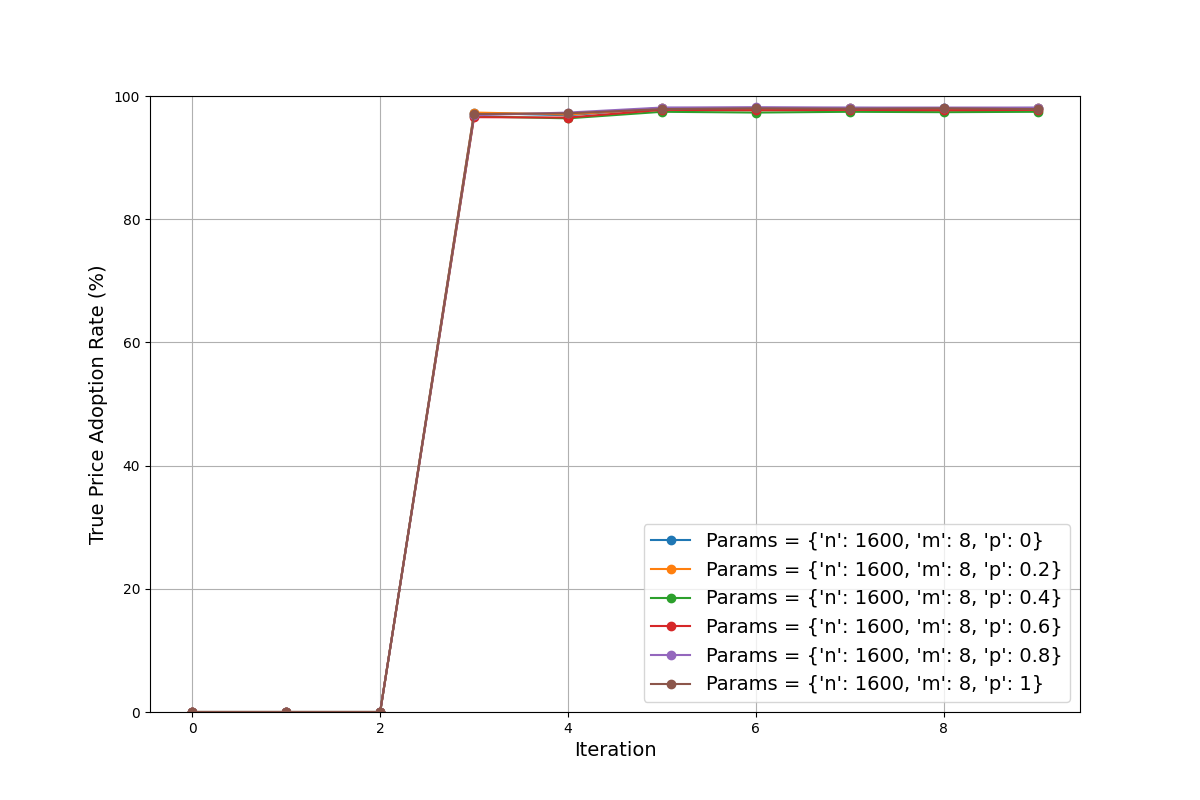 100
80
60
40
20
0
True Price Adoption Rate (%)
Params = {'n': 1600, 'm': 8, 'p': 0}
Params = {'n': 1600, 'm': 8, 'p': 0.2}
Params = {'n': 1600, 'm': 8, 'p': 0.4}
Params = {'n': 1600, 'm': 8, 'p': 0.6}
Params = {'n': 1600, 'm': 8, 'p': 0.8}
Params = {'n': 1600, 'm': 8, 'p': 1}
0 2 4 6 8
Iteration